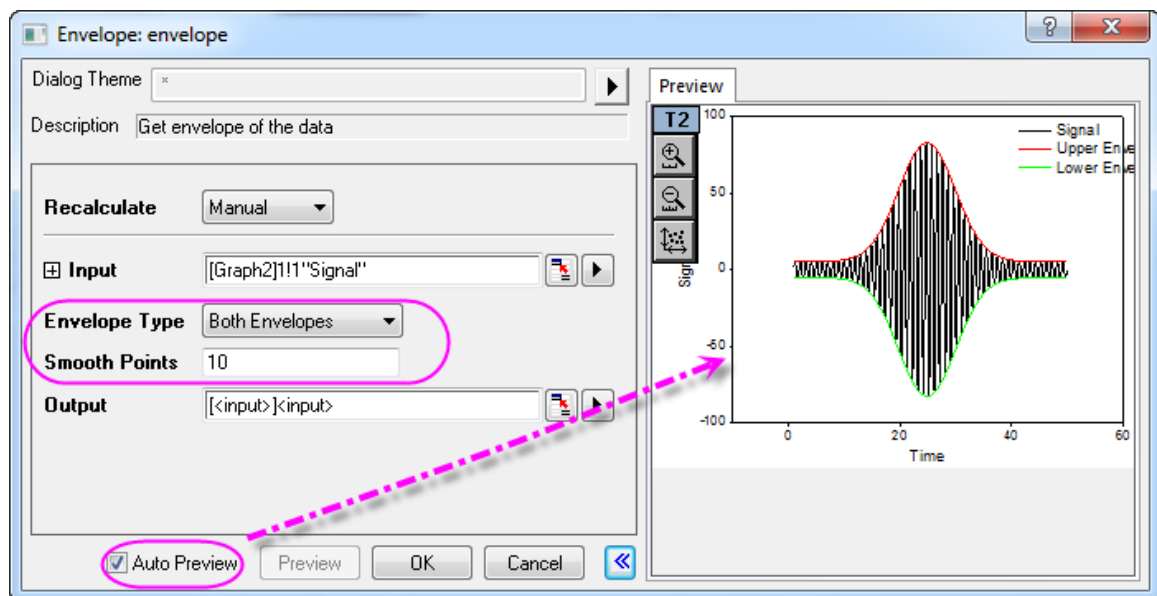 Envelope: envelope
Dialog Theme *
Description Get envelope of the data
Recalculate Manual
Input [Graph2]1!1"Signal"
Envelope Type Both Envelopes
Smooth Points 10
Output [<input>]<input>
Auto Preview Preview OK Cancel
Preview
T2
100
50
0
-50
-100
0 20 40 60
Time
Sign
Signal
Upper Enve
Lower Enve